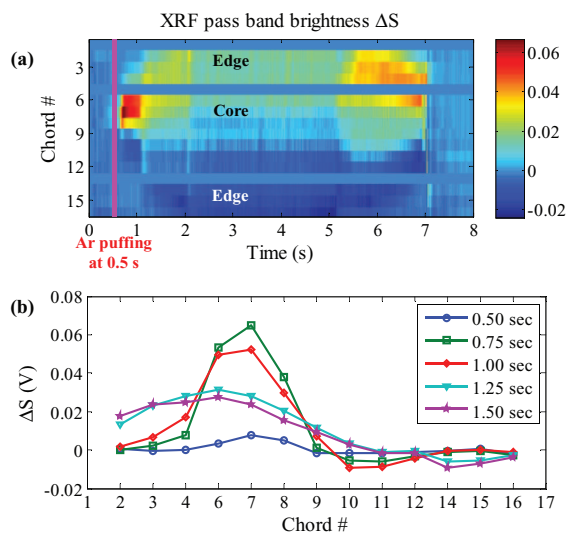 XRF pass band brightness ΔS
(a)
Edge
Core
Edge
Chord #
3
6
9
12
15
0 1 2 3 4 5 6 7 8
Time (s)
Ar puffing
at 0.5 s
0.06
0.04
0.02
0
-0.02
(b)
0.08
0.06
0.04
0.02
0
-0.02
ΔS (V)
0.50 sec
0.75 sec
1.00 sec
1.25 sec
1.50 sec
1 2 3 4 5 6 7 8 9 10 11 12 13 14 15 16 17
Chord #